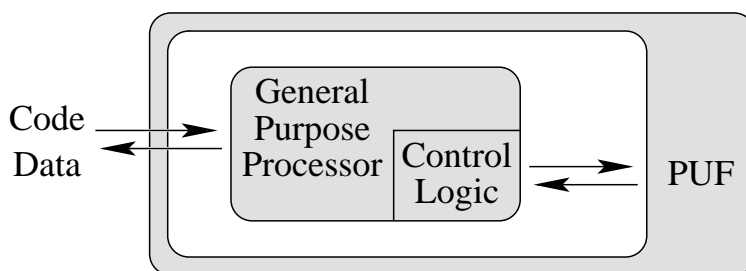 Code
Data
General
Purpose
Processor
Control
Logic
PUF